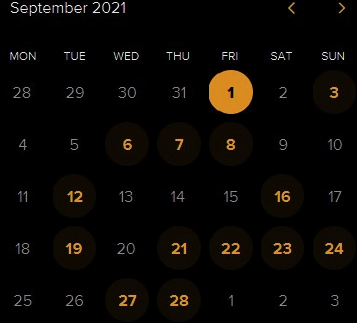 September 2021
MON TUE WED THU FRI SAT SUN
28 29 30 31 1 2 3
4 5 6 7 8 9 10
11 12 13 14 15 16 17
18 19 20 21 22 23 24
25 26 27 28 1 2 3